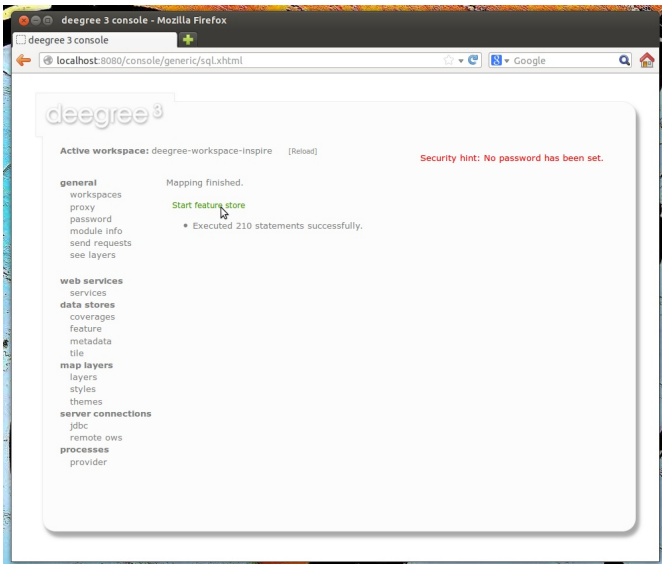 deegree 3 console - Mozilla Firefox
deegree 3 console
localhost:8080/console/generic/sql.xhtml
Google
deegree 3
Active workspace: deegree-workspace-inspire [Reload]
Security hint: No password has been set.
general
workspaces
proxy
password
module info
send requests
see layers
web services
services
data stores
coverages
feature
metadata
tile
map layers
layers
styles
themes
server connections
jdbc
remote ows
processes
provider
Mapping finished.
Start feature store
• Executed 210 statements successfully.